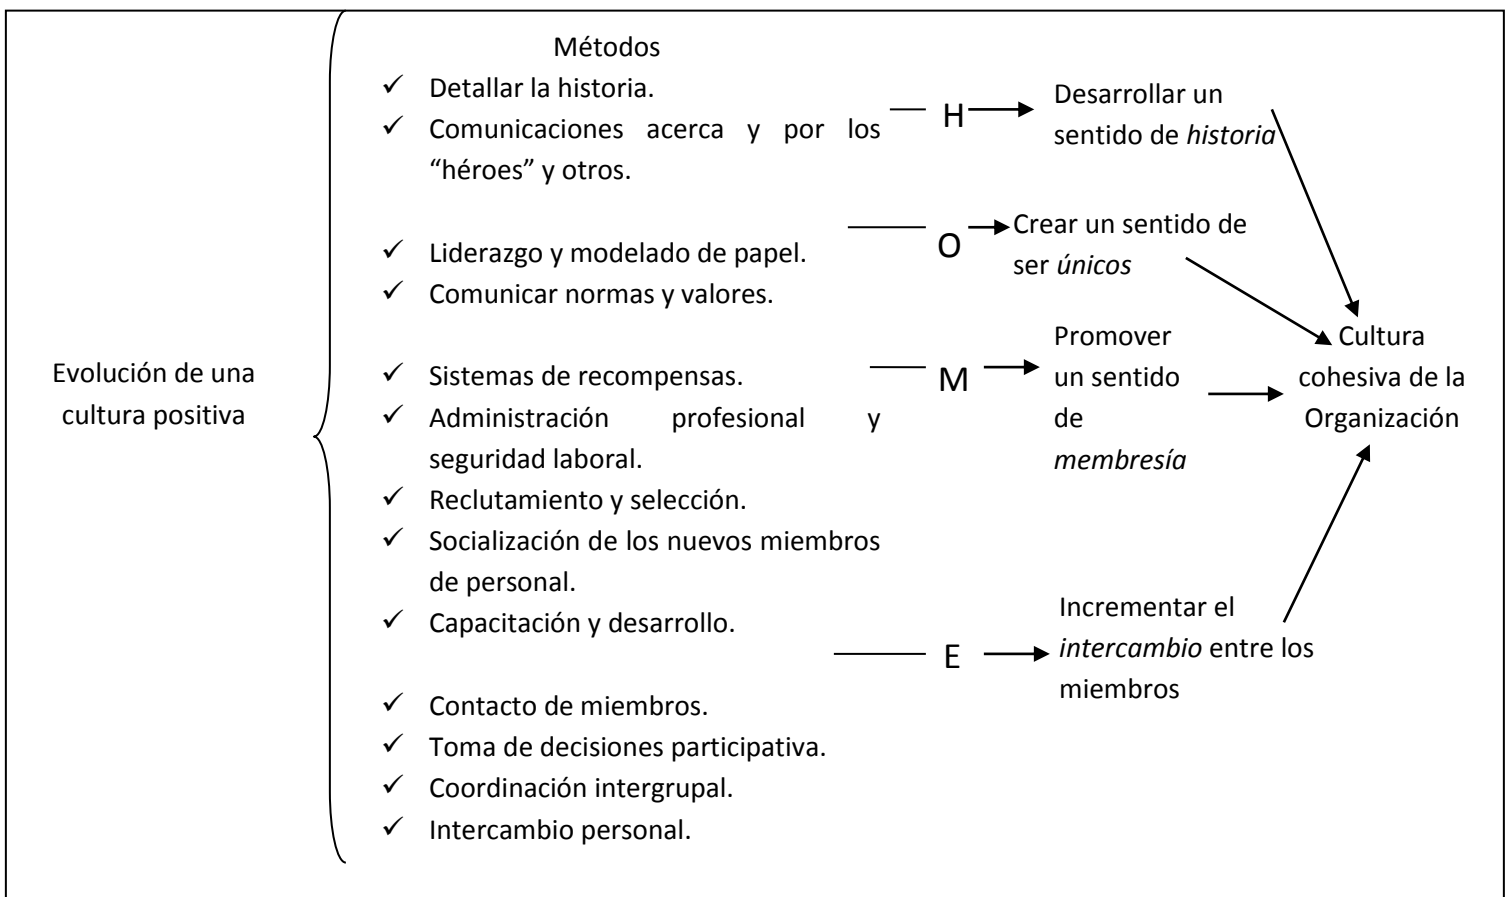 Métodos
✓ Detallar la historia.
✓ Comunicaciones acerca y por los
“héroes” y otros.
✓ Liderazgo y modelado de papel.
✓ Comunicar normas y valores.
✓ Sistemas de recompensas.
✓ Administración profesional y
seguridad laboral.
✓ Reclutamiento y selección.
✓ Socialización de los nuevos miembros
de personal.
✓ Capacitación y desarrollo.
✓ Contacto de miembros.
✓ Toma de decisiones participativa.
✓ Coordinación intergrupal.
✓ Intercambio personal.
Evolución de una
cultura positiva
H
Desarrollar un
sentido de historia
O
Crear un sentido de
ser únicos
M
Promover
un sentido
de
membresía
E
Incrementar el
intercambio entre los
miembros
Cultura
cohesiva de la
Organización